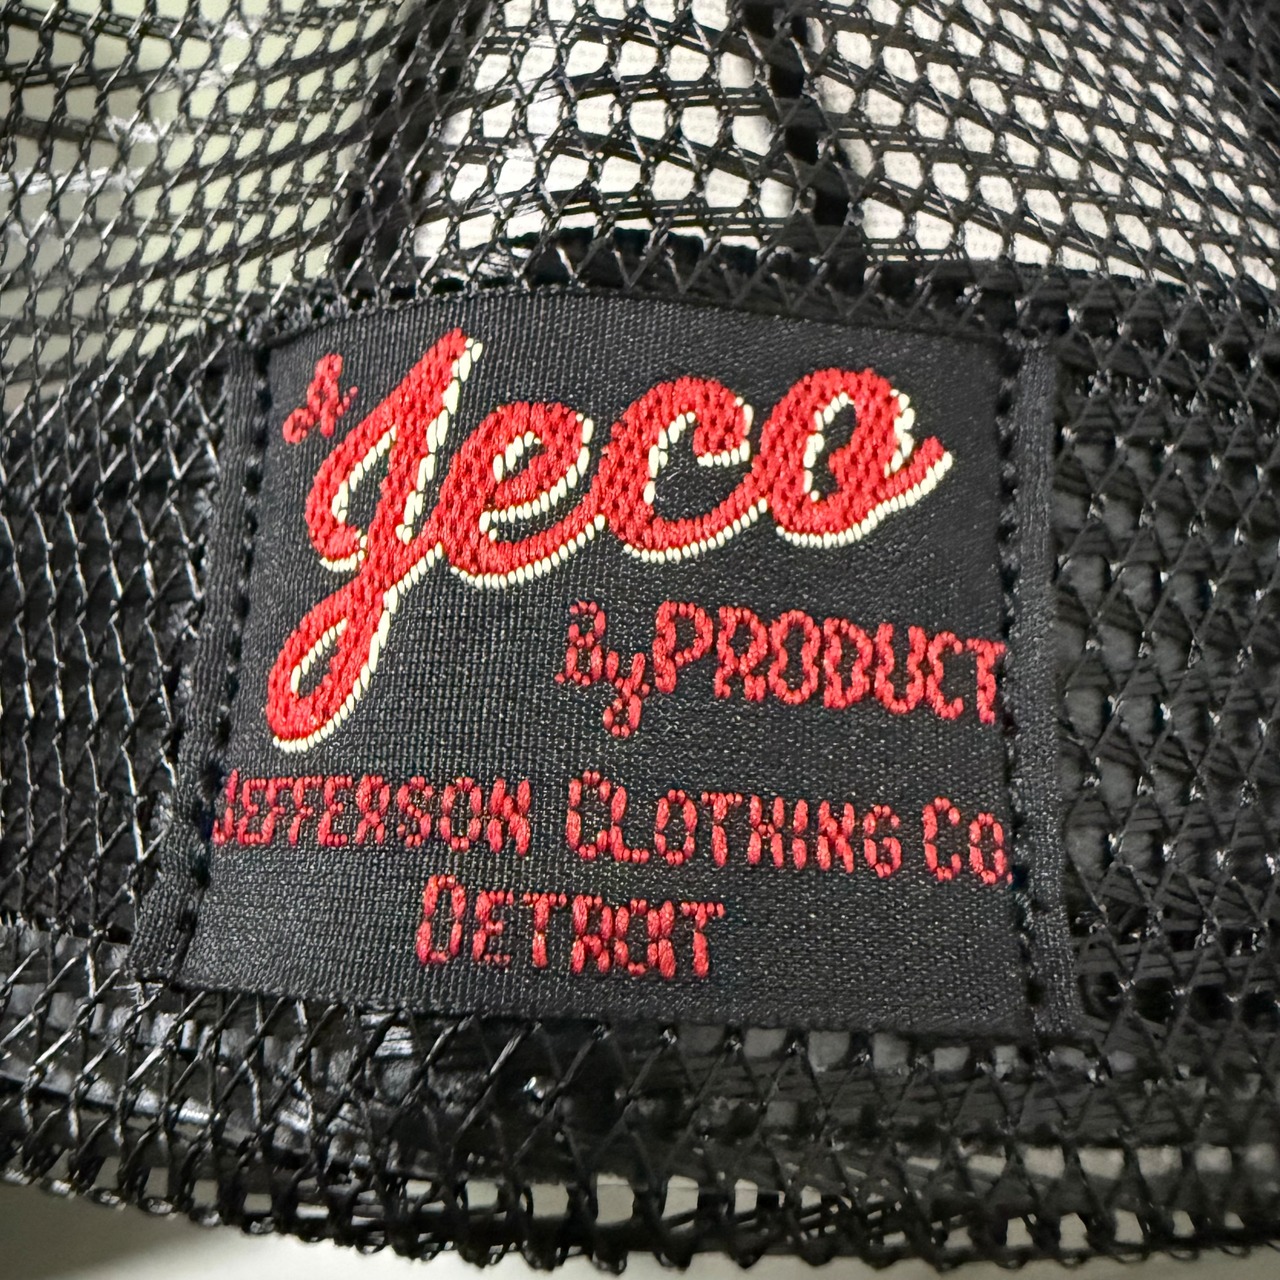 A Jeco
By PRODUCT
JEFFERSON CLOTHING CO
DETROIT